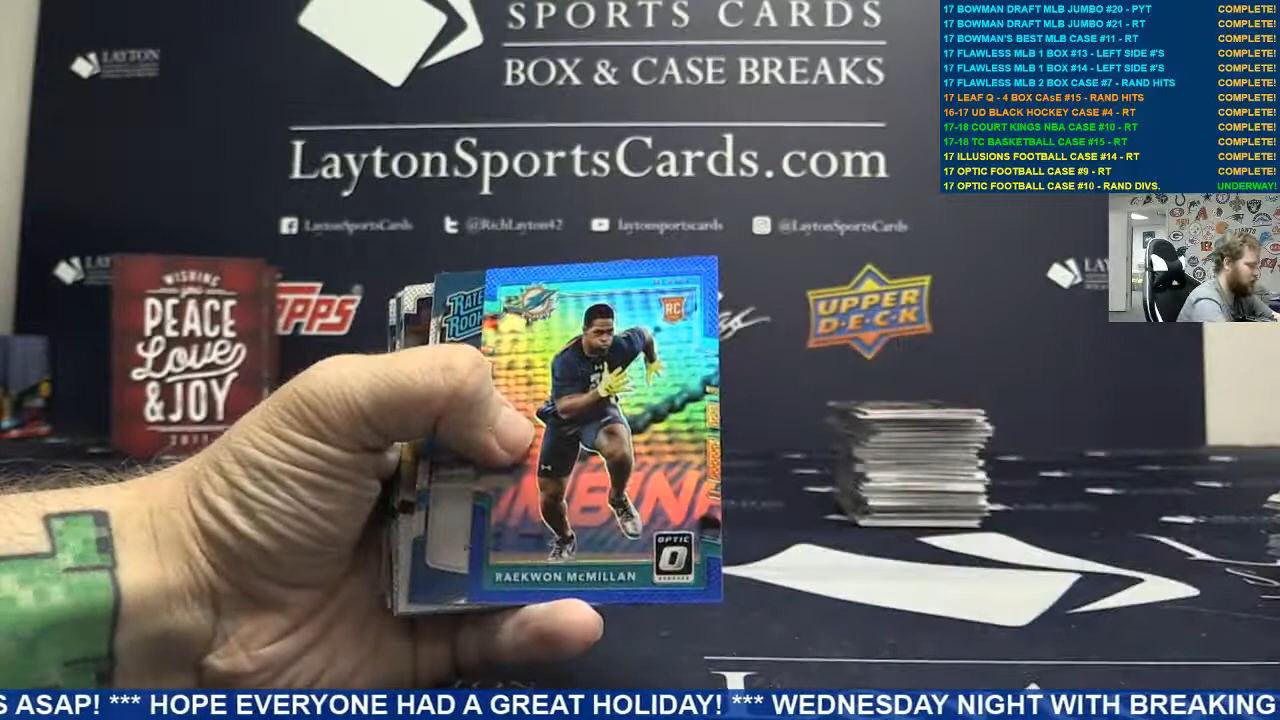 SPORTS CARDS
BOX & CASE BREAKS
LaytonSportsCards.com
LaytonSportsCards
@RichLayton42
laytonsportscards
@LaytonSportsCards
LAYTON
17 BOWMAN DRAFT MLB JUMBO #20 - PYT COMPLETE!
17 BOWMAN DRAFT MLB JUMBO #21 - RT COMPLETE!
17 BOWMAN'S BEST MLB CASE #11 - RT COMPLETE!
17 FLAWLESS MLB 1 BOX #13 - LEFT SIDE #'S COMPLETE!
17 FLAWLESS MLB 1 BOX #14 - LEFT SIDE #'S COMPLETE!
17 FLAWLESS MLB 2 BOX CASE #7 - RAND HITS COMPLETE!
17 LEAF Q - 4 BOX CAsE #15 - RAND HITS COMPLETE!
16-17 UD BLACK HOCKEY CASE #4 - RT COMPLETE!
17-18 COURT KINGS NBA CASE #10 - RT COMPLETE!
17-18 TC BASKETBALL CASE #15 - RT COMPLETE!
17 ILLUSIONS FOOTBALL CASE #14 - RT COMPLETE!
17 OPTIC FOOTBALL CASE #9 - RT COMPLETE!
17 OPTIC FOOTBALL CASE #10 - RAND DIVS. UNDERWAY!
WISHING
YOU
PEACE
Love
& JOY
TOPPS
UPPER
DECK
LAY
RATE
ROOK
RC
OMBINE
OPTIC
RAEKWON McMILLAN
S ASAP! *** HOPE EVERYONE HAD A GREAT HOLIDAY! *** WEDNESDAY NIGHT WITH BREAKING